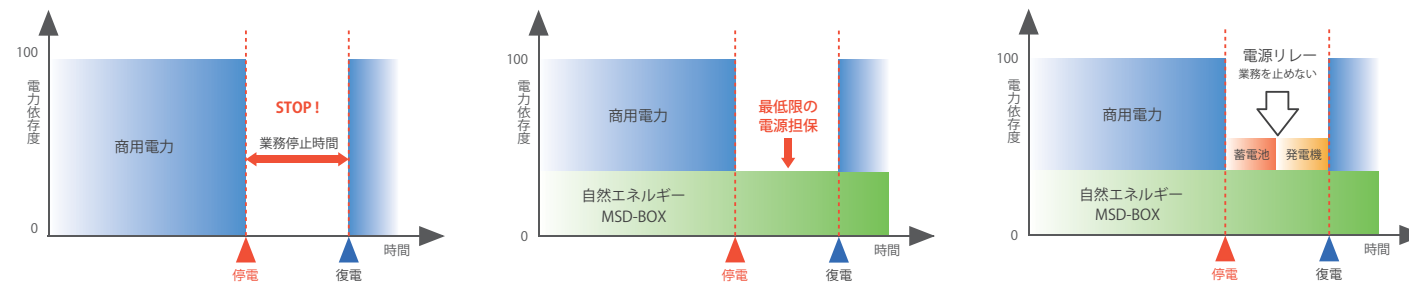 100
電力依存度
0
商用電力
STOP !
業務停止時間
時間
停電
復電
100
電力依存度
0
商用電力
最低限の
電源担保
自然エネルギー
MSD-BOX
時間
停電
復電
100
電力依存度
0
商用電力
電源リレー
業務を止めない
蓄電池
発電機
自然エネルギー
MSD-BOX
時間
停電
復電